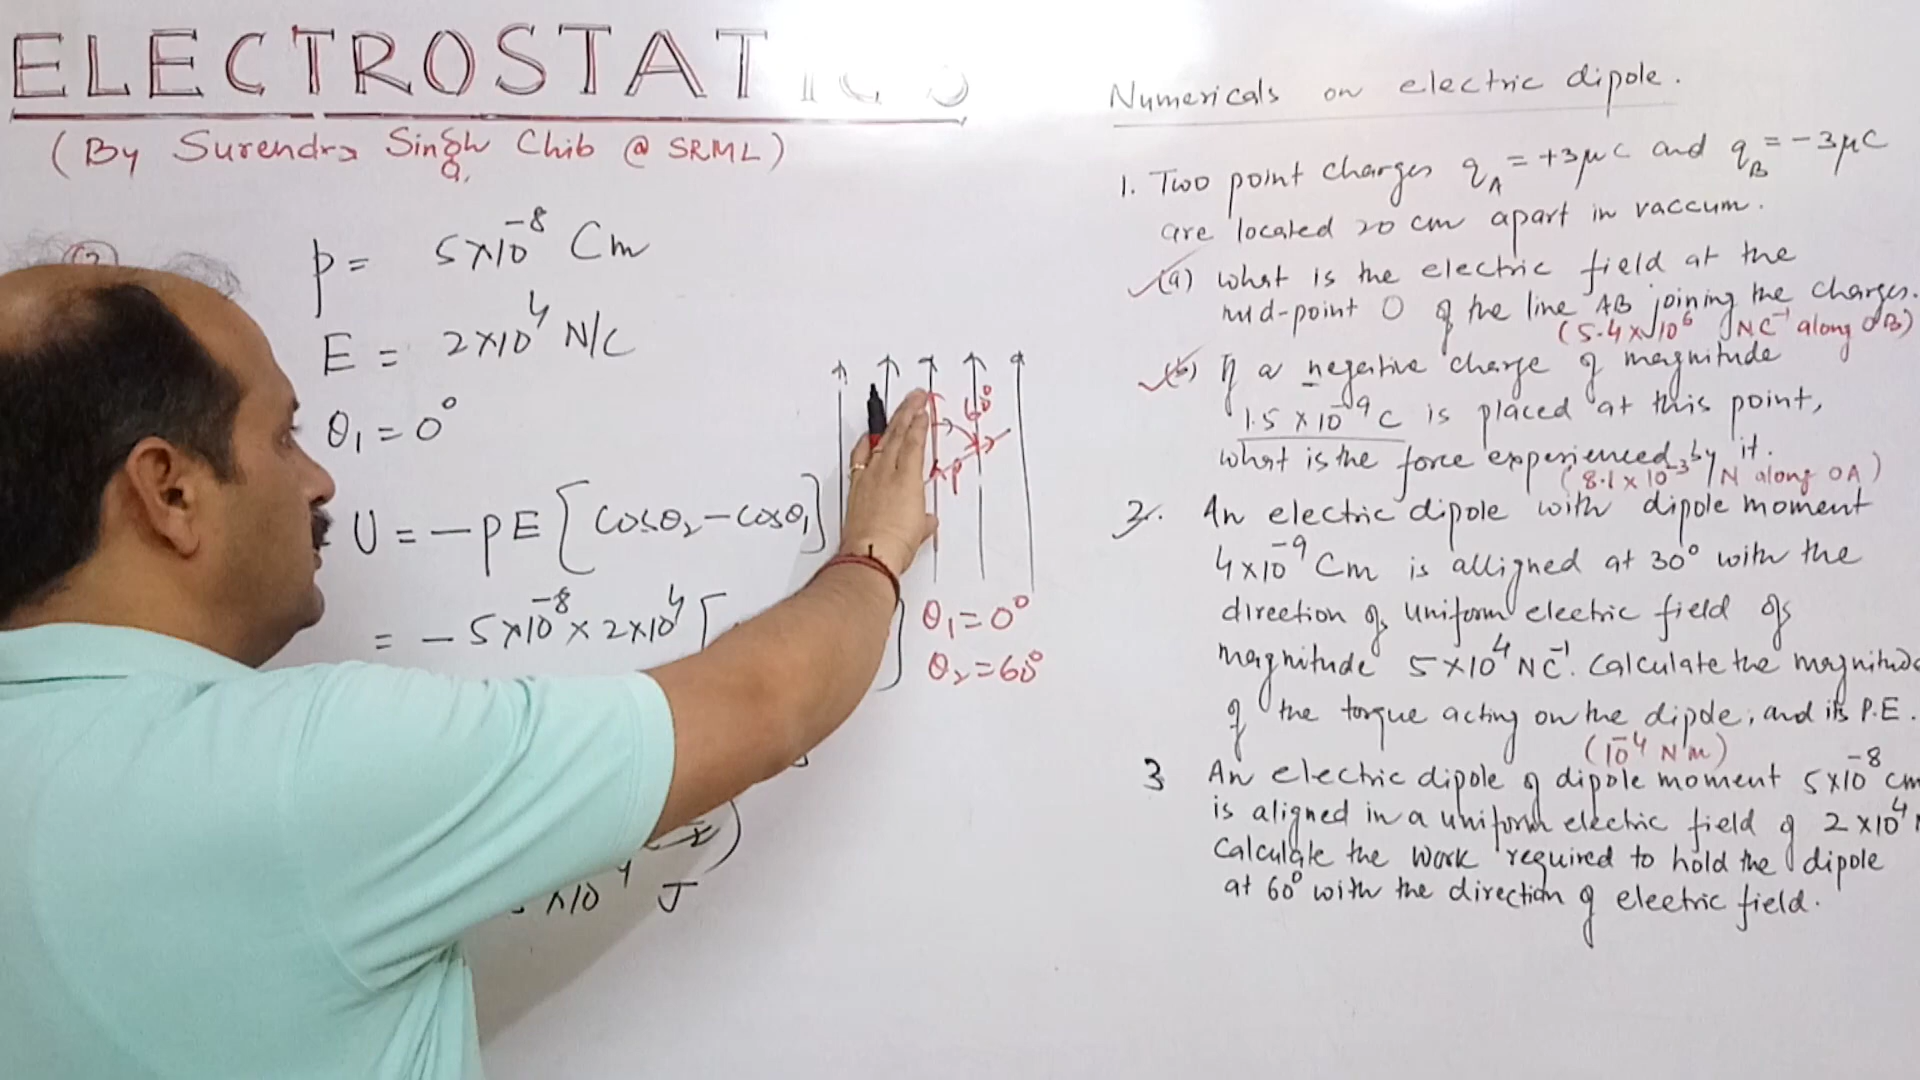 ELECTROSTATICS
(By Surendra Singh Chib @ SRML)
Q.
(3)
p = 5×10⁻⁸ Cm
E = 2×10⁴ N/C
θ₁ = 0°
U = -pE [cosθ₂ - cosθ₁]
= -5×10⁻⁸ × 2×10⁴ [
×10⁻⁴ J
60°
p
θ₁ = 0°
θ₂ = 60°
Numericals on electric dipole.
1. Two point charges q_A = +3μC and q_B = -3μC
are located 20 cm apart in vaccum.
(a) what is the electric field at the
mid-point O of the line AB joining the charges.
(5.4×10⁶ NC⁻¹ along OB)
(b) If a negative charge of magnitude
1.5 × 10⁻⁹ C is placed at this point,
what is the force experienced by it.
(8.1×10⁻³ N along OA)
2. An electric dipole with dipole moment
4×10⁻⁹ Cm is alligned at 30° with the
direction of uniform electric field of
magnitude 5×10⁴ NC⁻¹. Calculate the magnitude
of the torque acting on the dipole, and its P.E.
(10⁻⁴ N m)
3 An electric dipole of dipole moment 5×10⁻⁸ cm
is aligned in a uniform electric field of 2×10⁴ N
Calculate the work required to hold the dipole
at 60° with the direction of electric field.